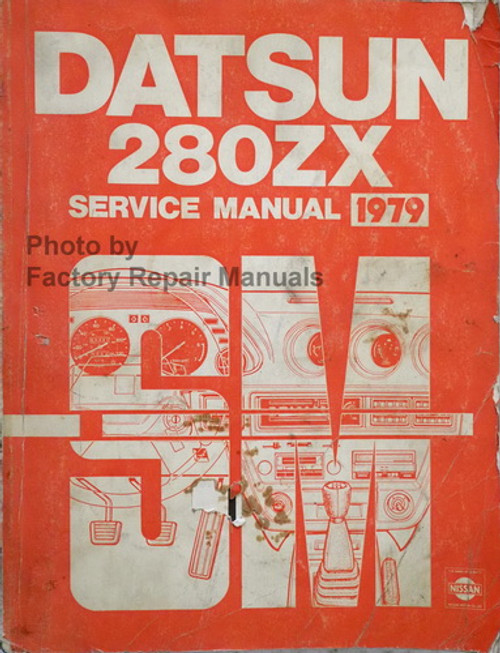 DATSUN
280ZX
SERVICE MANUAL 1979
Photo by
Factory Repair Manuals
SM
NISSAN